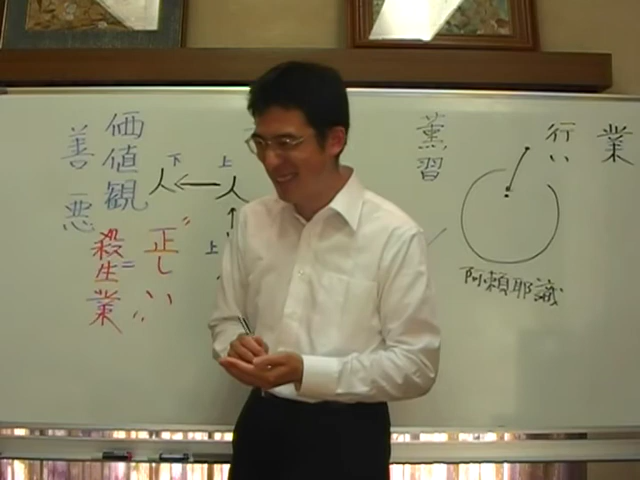 業
行い
薫習
阿頼耶識
上
人←人
下
上
"正しい"
価値観
善 悪
殺生業